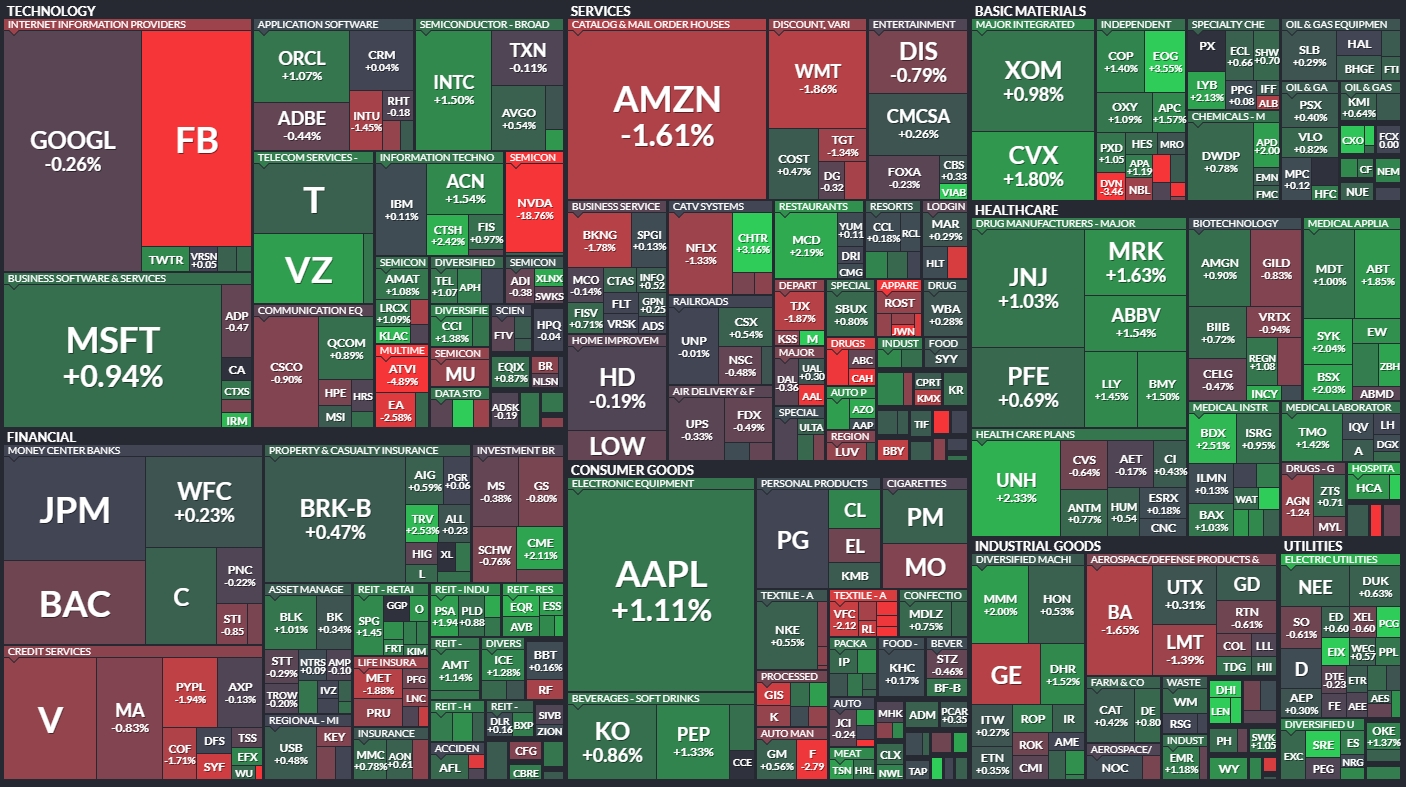 TECHNOLOGY
INTERNET INFORMATION PROVIDERS
GOOGL
-0.26%
FB
TWTR
VRSN
+0.05
APPLICATION SOFTWARE
ORCL
+1.07%
CRM
+0.04%
ADBE
-0.44%
INTU
-1.45%
RHT
-0.18
SEMICONDUCTOR - BROAD
INTC
+1.50%
TXN
-0.11%
AVGO
+0.54%
TELECOM SERVICES -
T
VZ
INFORMATION TECHNO
IBM
+0.11%
ACN
+1.54%
CTSH
+2.42%
FIS
+0.97%
SEMICON
NVDA
-18.76%
BUSINESS SOFTWARE & SERVICES
MSFT
+0.94%
ADP
-0.47
CA
CTXS
IRM
COMMUNICATION EQ
CSCO
-0.90%
QCOM
+0.89%
HPE
HRS
MSI
SEMICON
AMAT
+1.08%
LRCX
+1.09%
KLAC
DIVERSIFIED
TEL
+1.07
APH
SEMICON
ADI
-0.38
XLNX
SWKS
DIVERSIFIE
CCI
+1.38%
SCIEN
FTV
HPQ
-0.04
MULTIME
ATVI
-4.89%
EA
-2.58%
SEMICON
MU
EQIX
+0.87%
BR
NLSN
DATA STO
ADSK
-0.19
FINANCIAL
MONEY CENTER BANKS
JPM
WFC
+0.23%
BAC
C
PNC
-0.22%
STI
-0.85
PROPERTY & CASUALTY INSURANCE
BRK-B
+0.47%
AIG
+0.59%
PGR
+0.06
TRV
+2.53%
ALL
+0.23
HIG
XL
L
INVESTMENT BR
MS
-0.38%
GS
-0.80%
SCHW
-0.76%
CME
+2.11%
CREDIT SERVICES
V
MA
-0.83%
PYPL
-1.94%
AXP
-0.13%
COF
-1.71%
DFS
TSS
SYF
EFX
WU
ASSET MANAGE
BLK
+1.01%
BK
+0.34%
STT
-0.29%
NTRS
+0.09
AMP
-0.10
TROW
-0.20%
IVZ
REIT - RETAI
SPG
+1.45
GGP
O
FRT
KIM
REIT - INDU
PSA
+1.94
PLD
+0.88
REIT - RES
EQR
ESS
AVB
REIT -
AMT
+1.14%
DIVERS
ICE
+1.28%
BBT
+0.16%
RF
LIFE INSURA
MET
-1.88%
PFG
LNC
PRU
REGIONAL - MI
USB
+0.48%
KEY
INSURANCE
MMC
+0.78%
AON
+0.61
REIT - H
REIT -
DLR
+0.16
BXP
SIVB
ZION
ACCIDEN
AFL
CFG
CBRE
SERVICES
CATALOG & MAIL ORDER HOUSES
AMZN
-1.61%
DISCOUNT, VARI
WMT
-1.86%
COST
+0.47%
TGT
-1.34%
DG
-0.32
ENTERTAINMENT
DIS
-0.79%
CMCSA
+0.26%
FOXA
-0.23%
CBS
+0.33
VIAB
BUSINESS SERVICE
BKNG
-1.78%
SPGI
+0.13%
MCO
-0.14%
CTAS
INFO
+0.52
FISV
+0.71%
FLT
GPN
+0.25
VRSK
ADS
CATV SYSTEMS
NFLX
-1.33%
CHTR
+3.16%
RESTAURANTS
MCD
+2.19%
YUM
+0.11
DRI
CMG
RESORTS
CCL
+0.18%
RCL
LODGIN
MAR
+0.29%
HLT
RAILROADS
UNP
-0.01%
CSX
+0.54%
NSC
-0.48%
DEPART
TJX
-1.87%
KSS
M
SPECIAL
SBUX
+0.80%
APPARE
ROST
JWN
DRUG
WBA
+0.28%
HOME IMPROVEM
HD
-0.19%
LOW
MAJOR
DAL
-0.36
UAL
+0.30
AAL
DRUGS
ABC
CAH
INDUST
FOOD
SYY
AIR DELIVERY & F
UPS
-0.33%
FDX
-0.49%
SPECIAL
ULTA
AUTO P
AZO
AAP
CPRT
KMX
KR
TIF
REGION
LUV
BBY
CONSUMER GOODS
ELECTRONIC EQUIPMENT
AAPL
+1.11%
PERSONAL PRODUCTS
PG
CL
EL
KMB
CIGARETTES
PM
MO
TEXTILE - A
NKE
+0.55%
TEXTILE - A
VFC
-2.12
RL
CONFECTIO
MDLZ
+0.75%
PACKA
IP
FOOD -
KHC
+0.17%
BEVER
STZ
-0.46%
BF-B
PROCESSED
GIS
K
BEVERAGES - SOFT DRINKS
KO
+0.86%
PEP
+1.33%
CCE
AUTO
JCI
-0.24
MHK
ADM
PCAR
+0.35
AUTO MAN
GM
+0.56%
F
-2.79
MEAT
TSN
HRL
CLX
NWL
TAP
BASIC MATERIALS
MAJOR INTEGRATED
XOM
+0.98%
CVX
+1.80%
INDEPENDENT
COP
+1.40%
EOG
+3.55%
OXY
+1.09%
APC
+1.57%
PXD
+1.05
HES
MRO
APA
+1.19
DVN
-3.46
NBL
SPECIALTY CHE
PX
ECL
+0.66
SHW
+0.70
LYB
+2.13%
PPG
+0.08
IFF
ALB
CHEMICALS - M
DWDP
+0.78%
APD
+2.00
EMN
FMC
OIL & GAS EQUIPMEN
SLB
+0.29%
HAL
BHGE
FTI
OIL & GA
PSX
+0.40%
VLO
+0.82%
MPC
+0.12
HFC
OIL & GAS
KMI
+0.64%
CXO
FCX
0.00
CF
NEM
NUE
HEALTHCARE
DRUG MANUFACTURERS - MAJOR
JNJ
+1.03%
MRK
+1.63%
ABBV
+1.54%
PFE
+0.69%
LLY
+1.45%
BMY
+1.50%
BIOTECHNOLOGY
AMGN
+0.90%
GILD
-0.83%
BIIB
+0.72%
VRTX
-0.94%
CELG
-0.47%
REGN
+1.08
INCY
MEDICAL APPLIA
MDT
+1.00%
ABT
+1.85%
SYK
+2.04%
EW
BSX
+2.03%
ZBH
ABMD
HEALTH CARE PLANS
UNH
+2.33%
CVS
-0.64%
AET
-0.17%
CI
+0.43%
ANTM
+0.77%
HUM
+0.54
ESRX
+0.18%
CNC
MEDICAL INSTR
BDX
+2.51%
ISRG
+0.95%
ILMN
+0.13%
WAT
BAX
+1.03%
MEDICAL LABORATOR
TMO
+1.42%
IQV
LH
A
DGX
DRUGS - G
AGN
-1.24
ZTS
+0.71
MYL
HOSPITA
HCA
INDUSTRIAL GOODS
DIVERSIFIED MACHI
MMM
+2.00%
HON
+0.53%
GE
DHR
+1.52%
ITW
+0.27%
ROP
IR
ETN
+0.35%
ROK
AME
CMI
AEROSPACE/DEFENSE PRODUCTS &
BA
-1.65%
UTX
+0.31%
GD
LMT
-1.39%
RTN
-0.61%
COL
LLL
TDG
HII
FARM & CO
CAT
+0.42%
DE
+0.80
WASTE
WM
RSG
DHI
LEN
AEROSPACE/
NOC
INDUST
EMR
+1.18%
PH
SWK
+1.05
WY
UTILITIES
ELECTRIC UTILITIES
NEE
DUK
+0.63%
SO
-0.61%
ED
+0.60
XEL
-0.60
PCG
D
EIX
WEC
+0.57
PPL
DTE
-0.23
ETR
AEP
+0.30%
FE
AEE
AES
DIVERSIFIED U
EXC
SRE
ES
OKE
+1.37%
PEG
NRG